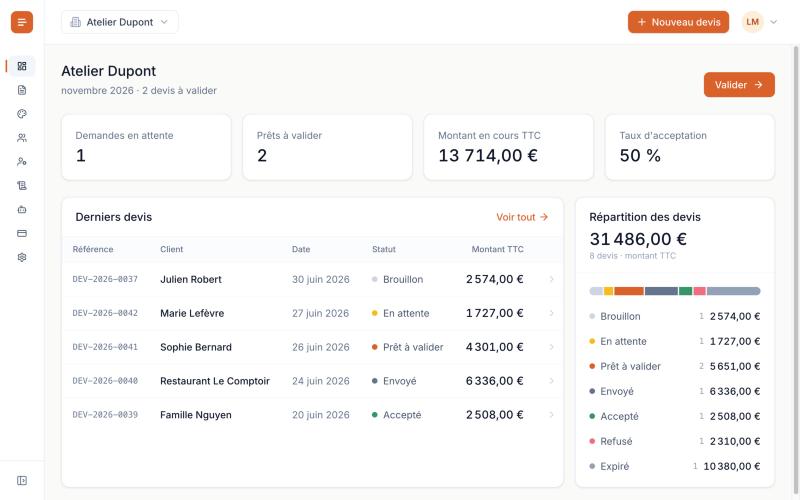 Atelier Dupont
Nouveau devis
LM
Atelier Dupont
novembre 2026 · 2 devis à valider
Valider
Demandes en attente
1
Prêts à valider
2
Montant en cours TTC
13 714,00 €
Taux d'acceptation
50 %
Derniers devis
Voir tout
Référence Client Date Statut Montant TTC
DEV-2026-0037 Julien Robert 30 juin 2026 Brouillon 2 574,00 €
DEV-2026-0042 Marie Lefèvre 27 juin 2026 En attente 1 727,00 €
DEV-2026-0041 Sophie Bernard 26 juin 2026 Prêt à valider 4 301,00 €
DEV-2026-0040 Restaurant Le Comptoir 24 juin 2026 Envoyé 6 336,00 €
DEV-2026-0039 Famille Nguyen 20 juin 2026 Accepté 2 508,00 €
Répartition des devis
31 486,00 €
8 devis · montant TTC
Brouillon 1 2 574,00 €
En attente 1 1 727,00 €
Prêt à valider 2 5 651,00 €
Envoyé 1 6 336,00 €
Accepté 1 2 508,00 €
Refusé 1 2 310,00 €
Expiré 1 10 380,00 €